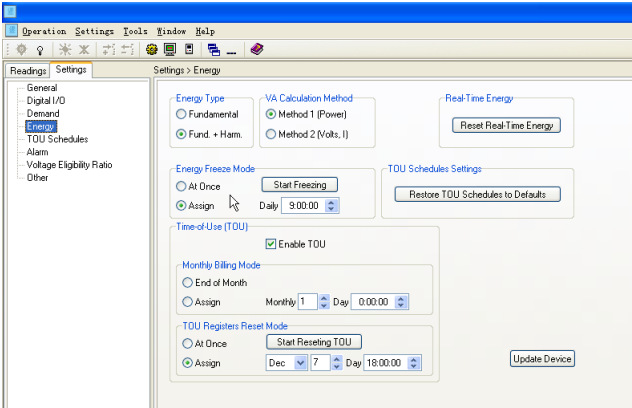 Operation Settings Tools Window Help
Readings Settings
Settings > Energy
General
Digital I/O
Demand
Energy
TOU Schedules
Alarm
Voltage Eligibility Ratio
Other
Energy Type
Fundamental
Fund. + Harm.
VA Calculation Method
Method 1 (Power)
Method 2 (Volts, I)
Real-Time Energy
Reset Real-Time Energy
Energy Freeze Mode
At Once Start Freezing
Assign Daily 9:00:00
TOU Schedules Settings
Restore TOU Schedules to Defaults
Time-of-Use (TOU)
Enable TOU
Monthly Billing Mode
End of Month
Assign Monthly 1 Day 0:00:00
TOU Registers Reset Mode
At Once Start Reseting TOU
Assign Dec 7 Day 18:00:00
Update Device